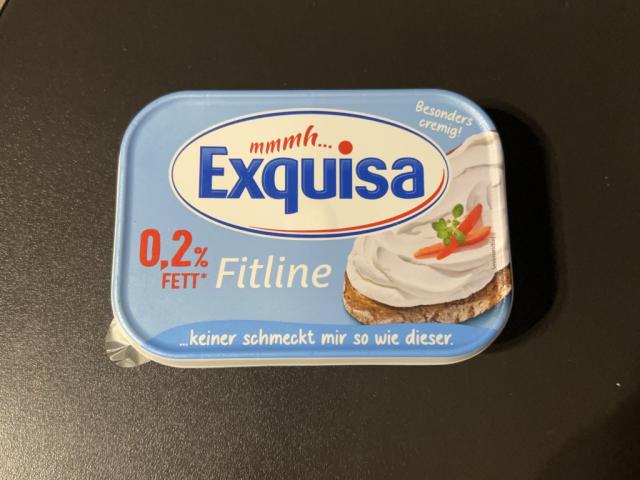 Besonders
cremig!
mmmh...
Exquisa
0,2%
FETT*
Fitline
...keiner schmeckt mir so wie dieser.